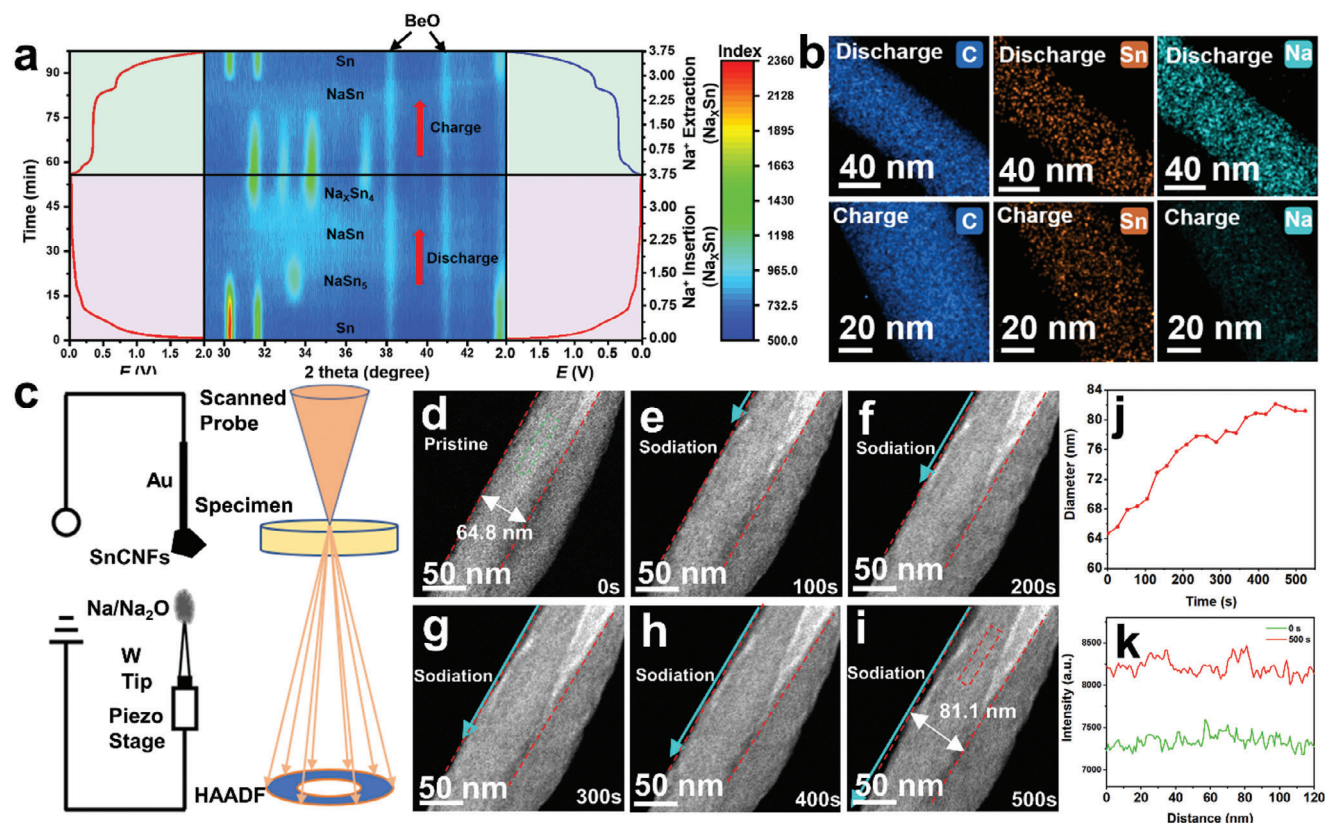 a
BeO
Index
Time (min)
90
75
60
45
30
15
0
Sn
NaSn
Charge
NaXSn4
NaSn
Discharge
NaSn5
Sn
3.75
3.00
2.25
1.50
0.75
3.75
3.00
2.25
1.50
0.75
0.00
Na+ Extraction
(NaXSn)
Na+ Insertion
(NaXSn)
2360
2128
1895
1663
1430
1198
965.0
732.5
500.0
0.0 0.5 1.0 1.5 2.0 30 32 34 36 38 40 42 2.0 1.5 1.0 0.5 0.0
E (V) 2 theta (degree) E (V)
b
Discharge C Discharge Sn Discharge Na
40 nm 40 nm 40 nm
Charge C Charge Sn Charge Na
20 nm 20 nm 20 nm
c
Scanned
Probe
Au
Specimen
SnCNFs
Na/Na2O
W
Tip
Piezo
Stage
HAADF
d
Pristine
64.8 nm
50 nm
0s
e
Sodiation
50 nm
100s
f
Sodiation
50 nm
200s
g
Sodiation
50 nm
300s
h
Sodiation
50 nm
400s
i
Sodiation
81.1 nm
50 nm
500s
j
Diameter (nm)
84
80
76
72
68
64
60
0 100 200 300 400 500
Time (s)
k
0 s
500 s
Intensity (a.u.)
8500
8000
7500
7000
0 20 40 60 80 100 120
Distance (nm)